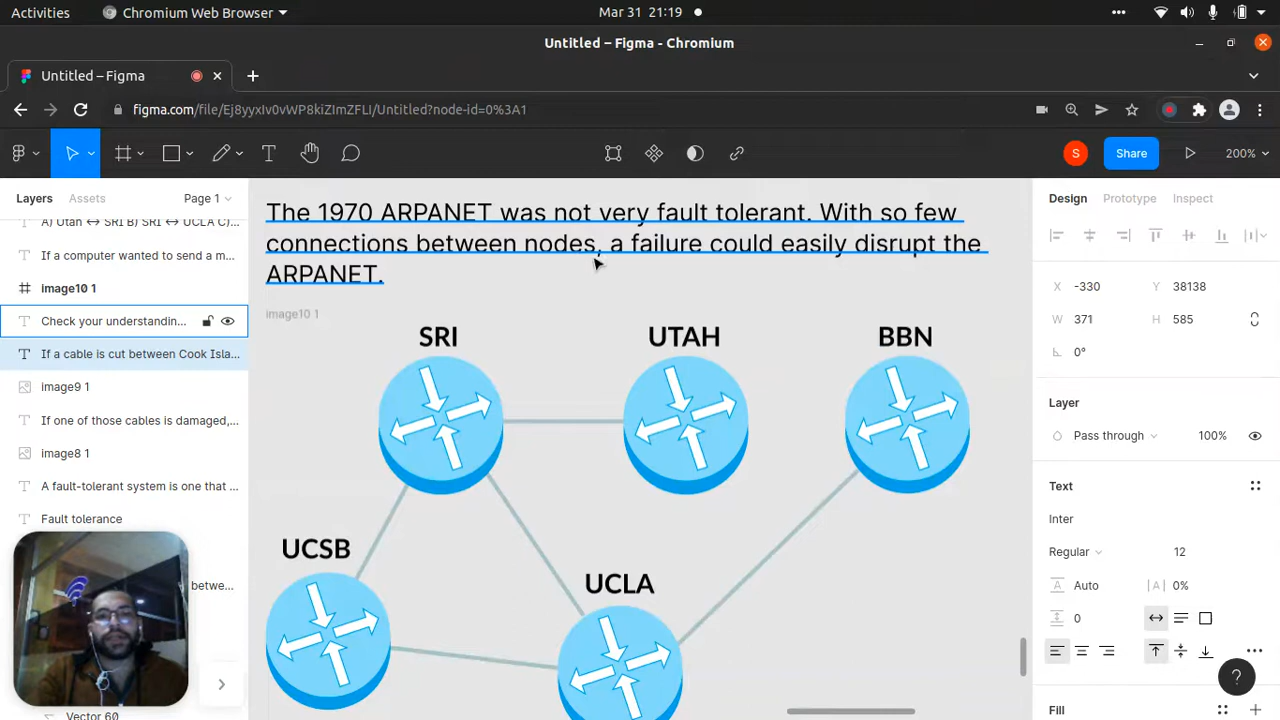 Activities
Chromium Web Browser
Mar 31 21:19
Untitled – Figma - Chromium
Untitled – Figma
figma.com/file/Ej8yyxIv0vWP8kiZImZFLI/Untitled?node-id=0%3A1
S
Share
200%
Layers
Assets
Page 1
A) Utah ↔ SRI B) SRI ↔ UCLA C)...
If a computer wanted to send a m...
image10 1
Check your understandin...
If a cable is cut between Cook Isla...
image9 1
If one of those cables is damaged,...
image8 1
A fault-tolerant system is one that ...
Fault tolerance
betwe...
Vector 60
The 1970 ARPANET was not very fault tolerant. With so few
connections between nodes, a failure could easily disrupt the
ARPANET.
image10 1
SRI
UTAH
BBN
UCSB
UCLA
Design
Prototype
Inspect
X -330
Y 38138
W 371
H 585
0°
Layer
Pass through
100%
Text
Inter
Regular
12
A Auto
|A| 0%
0
?
Fill